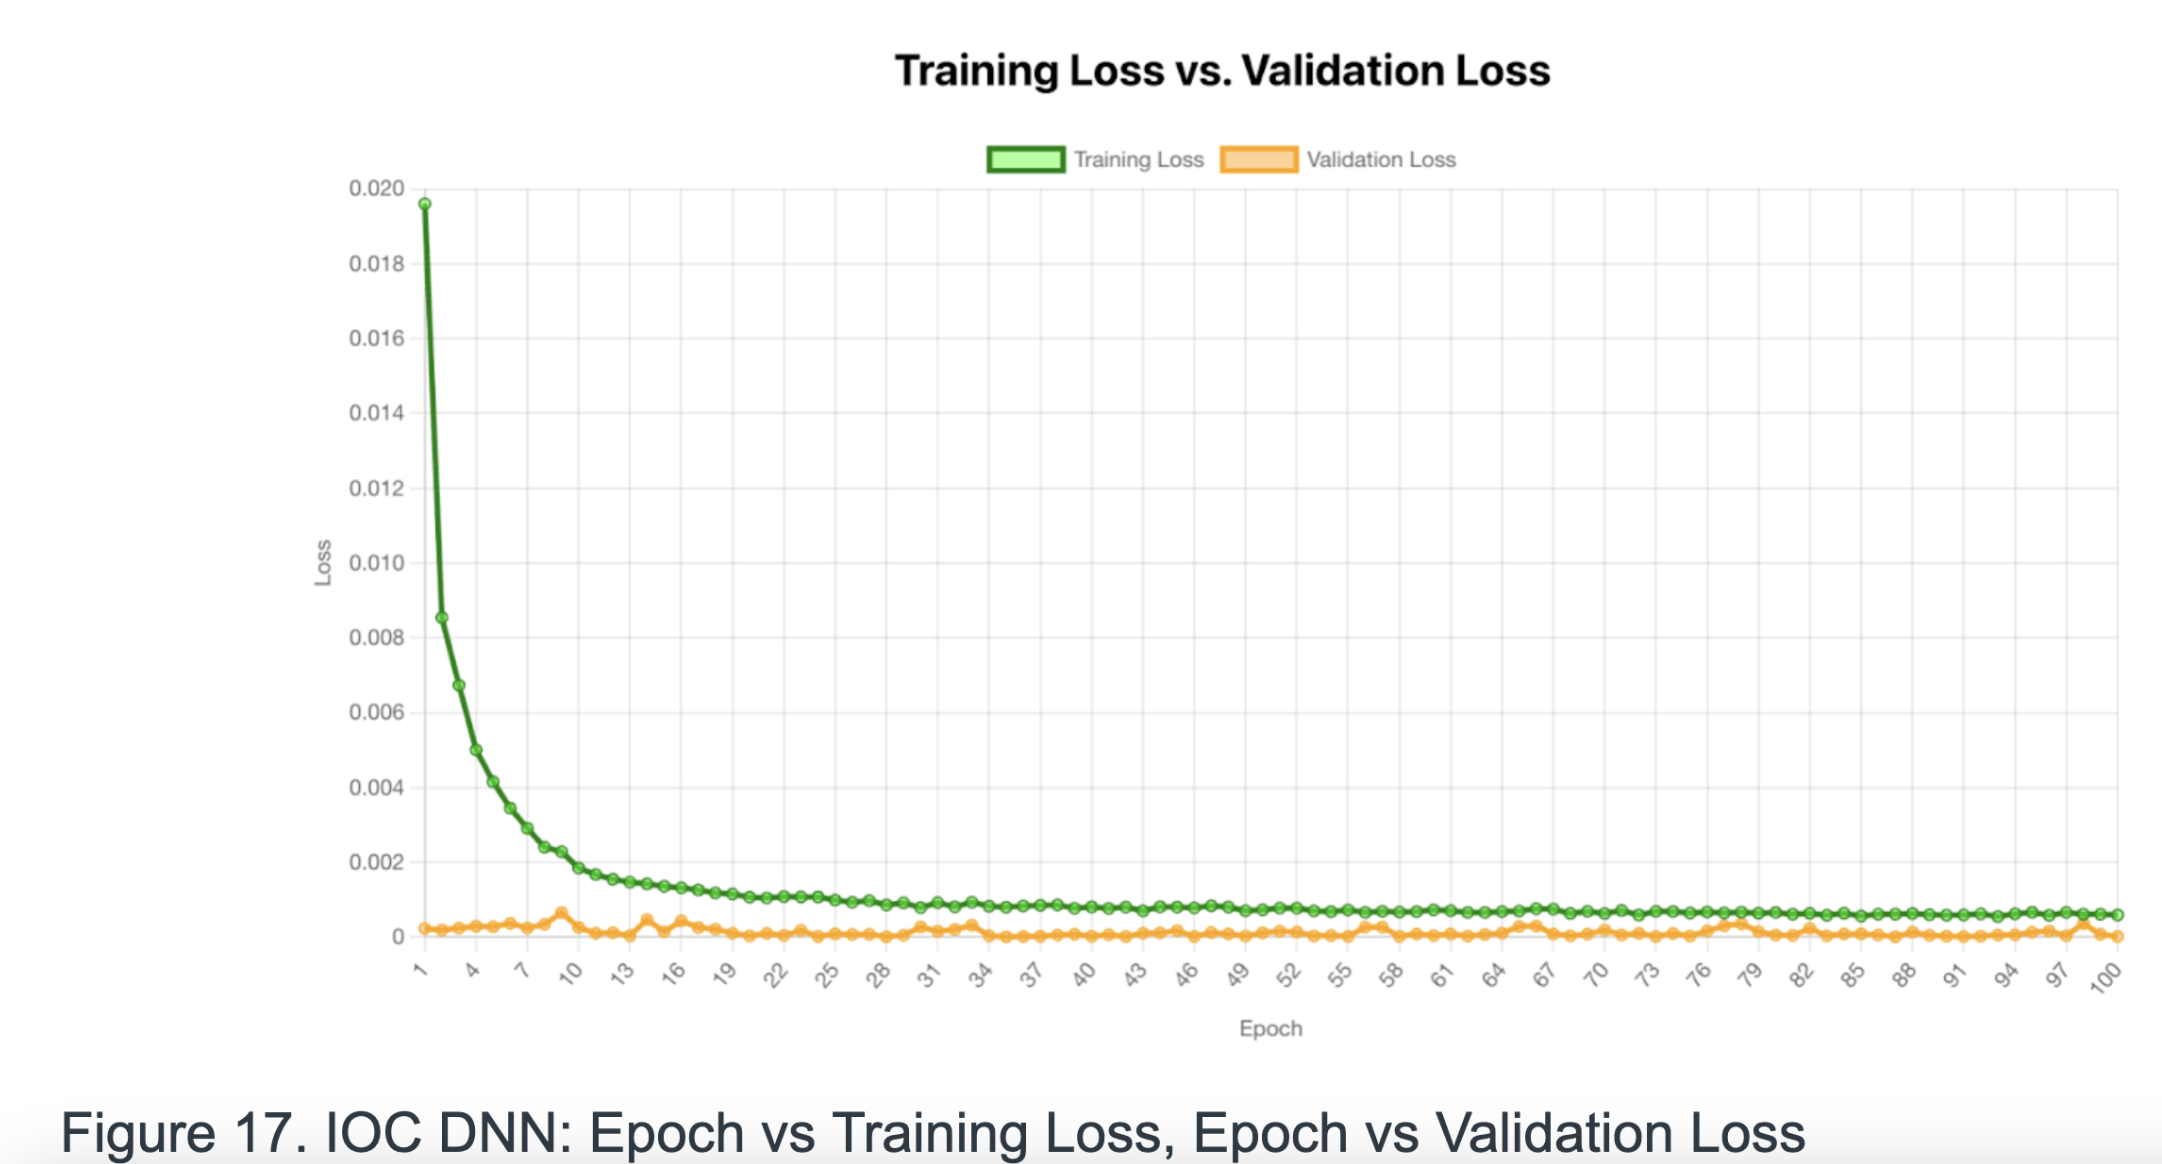 Training Loss vs. Validation Loss
Training Loss Validation Loss
0.020
0.018
0.016
0.014
0.012
0.010
0.008
0.006
0.004
0.002
0
Loss
1 4 7 10 13 16 19 22 25 28 31 34 37 40 43 46 49 52 55 58 61 64 67 70 73 76 79 82 85 88 91 94 97 100
Epoch
Figure 17. IOC DNN: Epoch vs Training Loss, Epoch vs Validation Loss